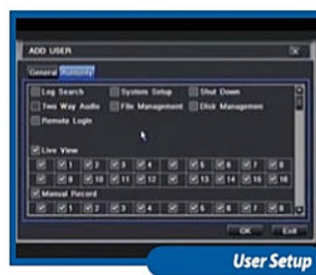 ADD USER
General Authority
Log Search System Setup Shut Down
Two Way Audio File Management Disk Managemen
Remote Login
Live View
1 2 3 4 5 6 7 8
9 10 11 12 13 14 15 16
Manual Record
1 2 3 4 5 6 7 8
OK Exit
User Setup